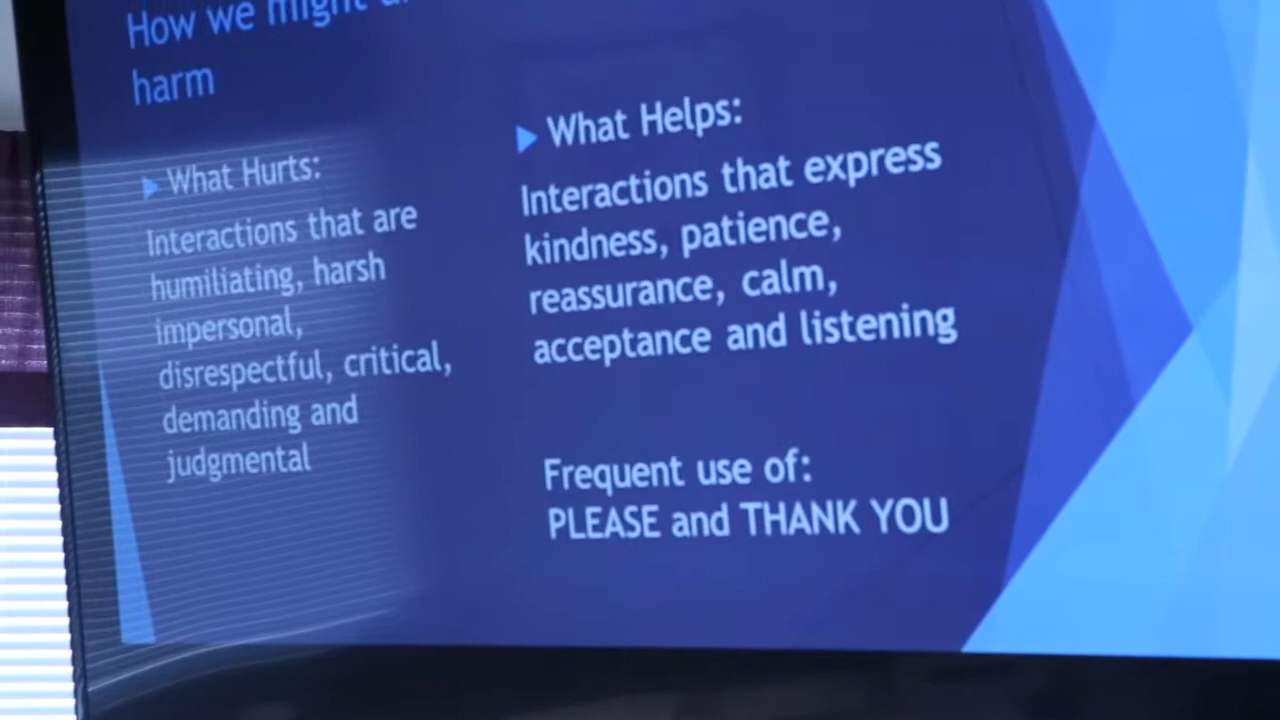 How we might
harm
What Hurts:
Interactions that are
humiliating, harsh
impersonal,
disrespectful, critical,
demanding and
judgmental
What Helps:
Interactions that express
kindness, patience,
reassurance, calm,
acceptance and listening
Frequent use of:
PLEASE and THANK YOU